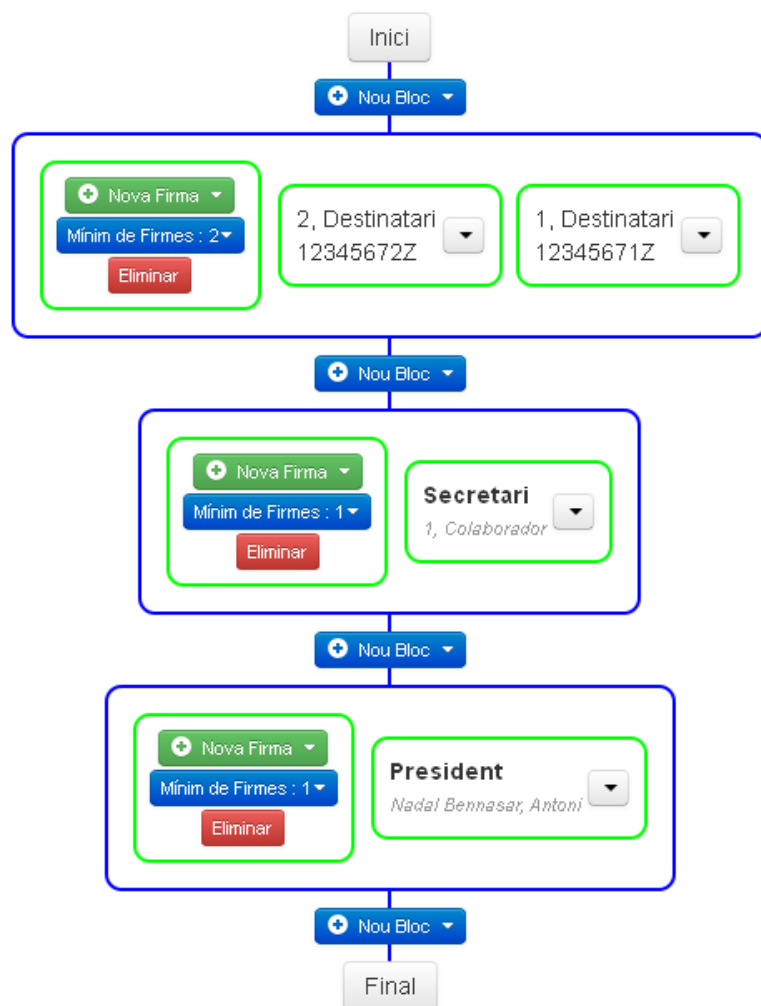 Inici
Nou Bloc
Nova Firma
Mínim de Firmes : 2
Eliminar
2, Destinatari
12345672Z
1, Destinatari
12345671Z
Nou Bloc
Nova Firma
Mínim de Firmes : 1
Eliminar
Secretari
1, Colaborador
Nou Bloc
Nova Firma
Mínim de Firmes : 1
Eliminar
President
Nadal Bennasar, Antoni
Nou Bloc
Final